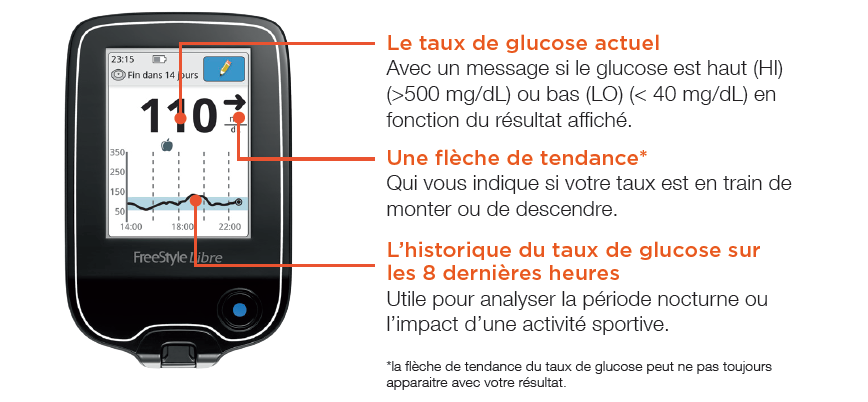 23:15
Fin dans 14 jours
110
350
250
150
50
14:00 18:00 22:00
FreeStyle Libre
Le taux de glucose actuel
Avec un message si le glucose est haut (HI)
(>500 mg/dL) ou bas (LO) (< 40 mg/dL) en
fonction du résultat affiché.
Une flèche de tendance*
Qui vous indique si votre taux est en train de
monter ou de descendre.
L'historique du taux de glucose sur
les 8 dernières heures
Utile pour analyser la période nocturne ou
l'impact d'une activité sportive.
*la flèche de tendance du taux de glucose peut ne pas toujours
apparaitre avec votre résultat.